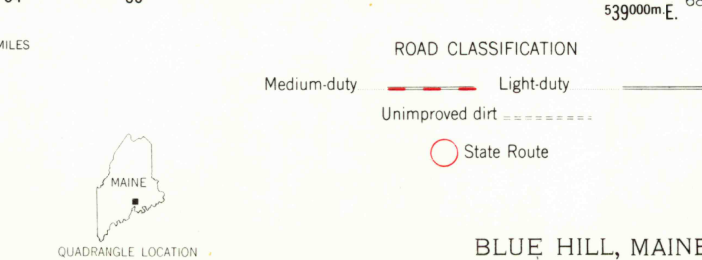 539000m.E.
MILES
ROAD CLASSIFICATION
Medium-duty Light-duty
Unimproved dirt
State Route
MAINE
QUADRANGLE LOCATION
BLUE HILL, MAINE